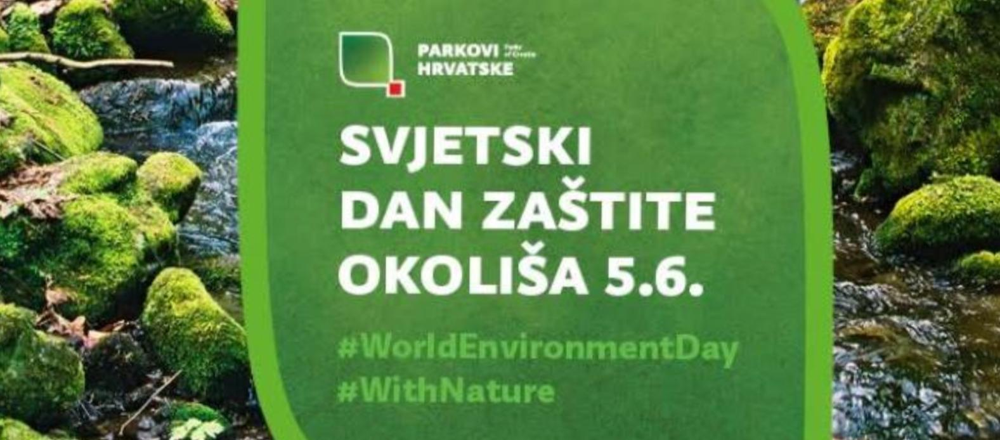 PARKOVI
HRVATSKE
SVJETSKI
DAN ZAŠTITE
OKOLIŠA 5.6.
#WorldEnvironmentDay
#WithNature